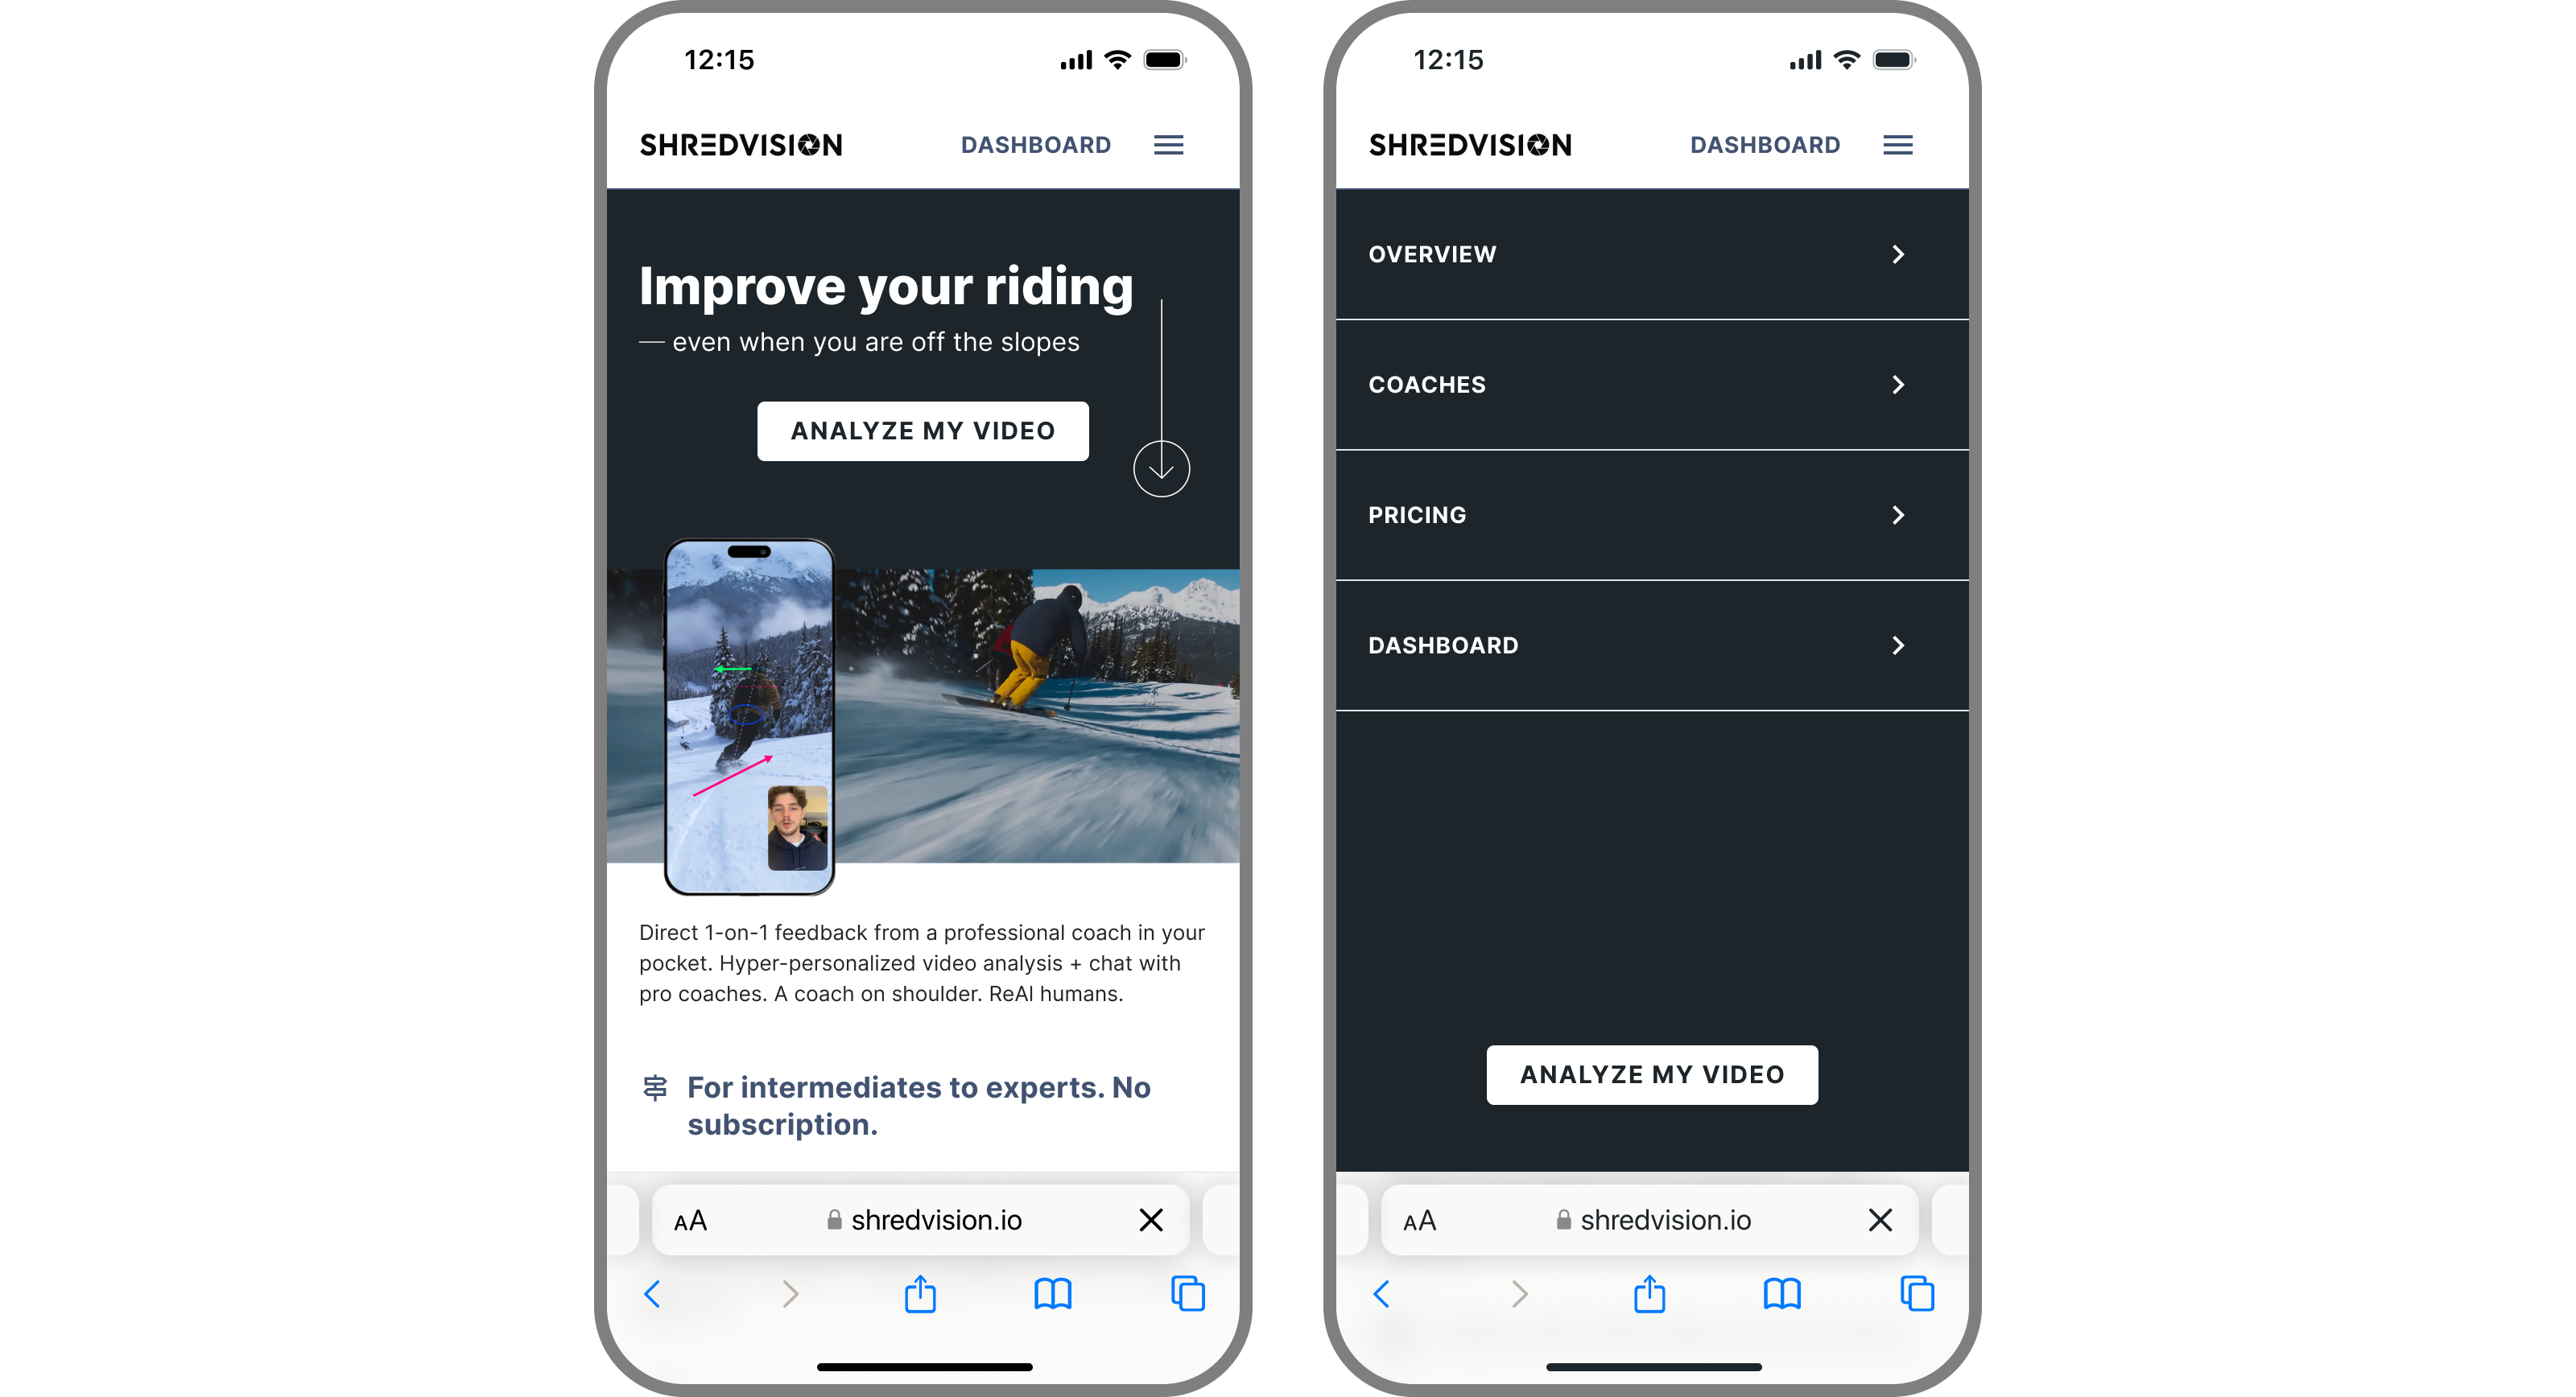 12:15
SHREDVISION
DASHBOARD
Improve your riding
— even when you are off the slopes
ANALYZE MY VIDEO
Direct 1-on-1 feedback from a professional coach in your
pocket. Hyper-personalized video analysis + chat with
pro coaches. A coach on shoulder. ReAl humans.
For intermediates to experts. No
subscription.
AA
shredvision.io
12:15
SHREDVISION
DASHBOARD
OVERVIEW
COACHES
PRICING
DASHBOARD
ANALYZE MY VIDEO
AA
shredvision.io